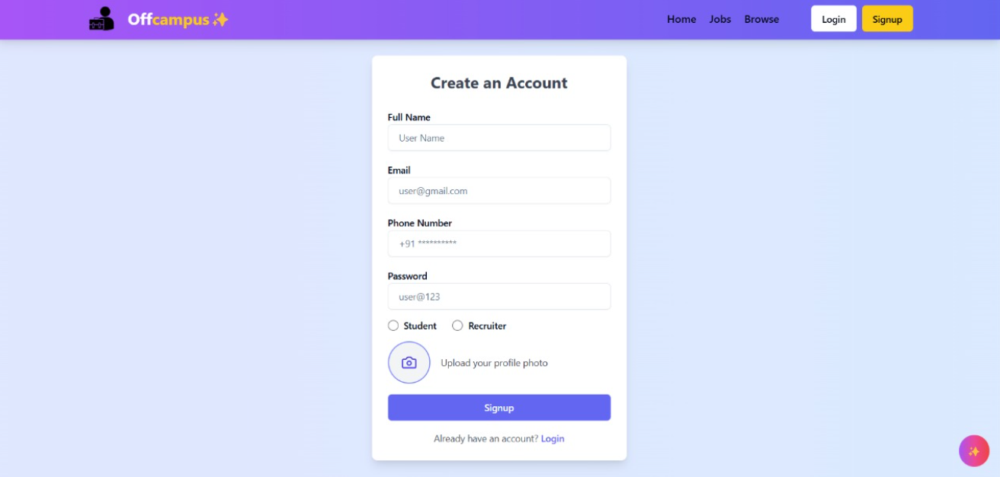 Offcampus✨ Home Jobs Browse Login Signup
Create an Account
Full Name
User Name
Email
user@gmail.com
Phone Number
+91 **********
Password
user@123
Student Recruiter
Upload your profile photo
Signup
Already have an account? Login